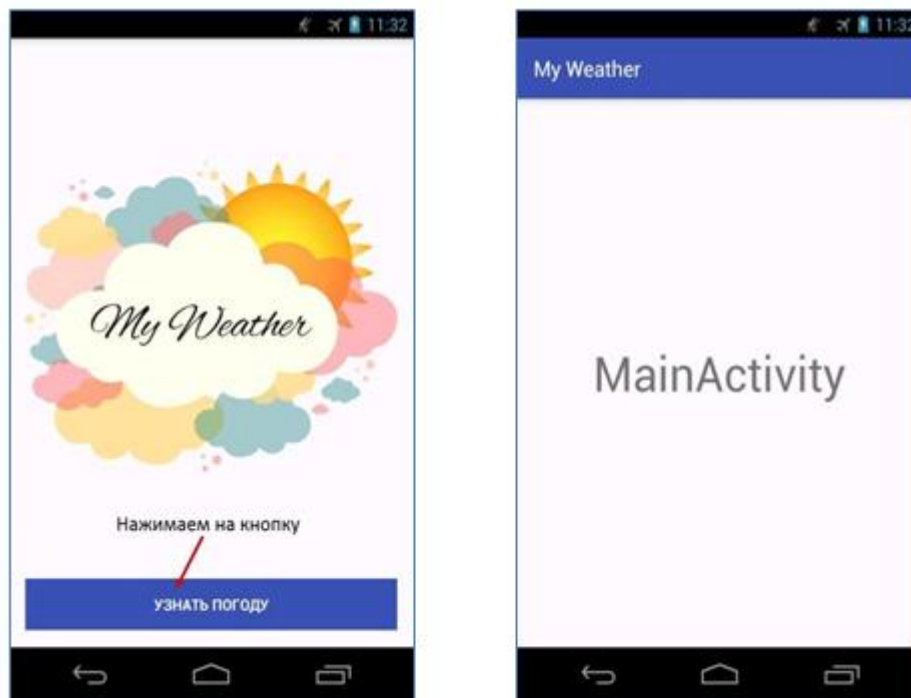 11:32
My Weather
Нажимаем на кнопку
УЗНАТЬ ПОГОДУ
11:32
My Weather
MainActivity